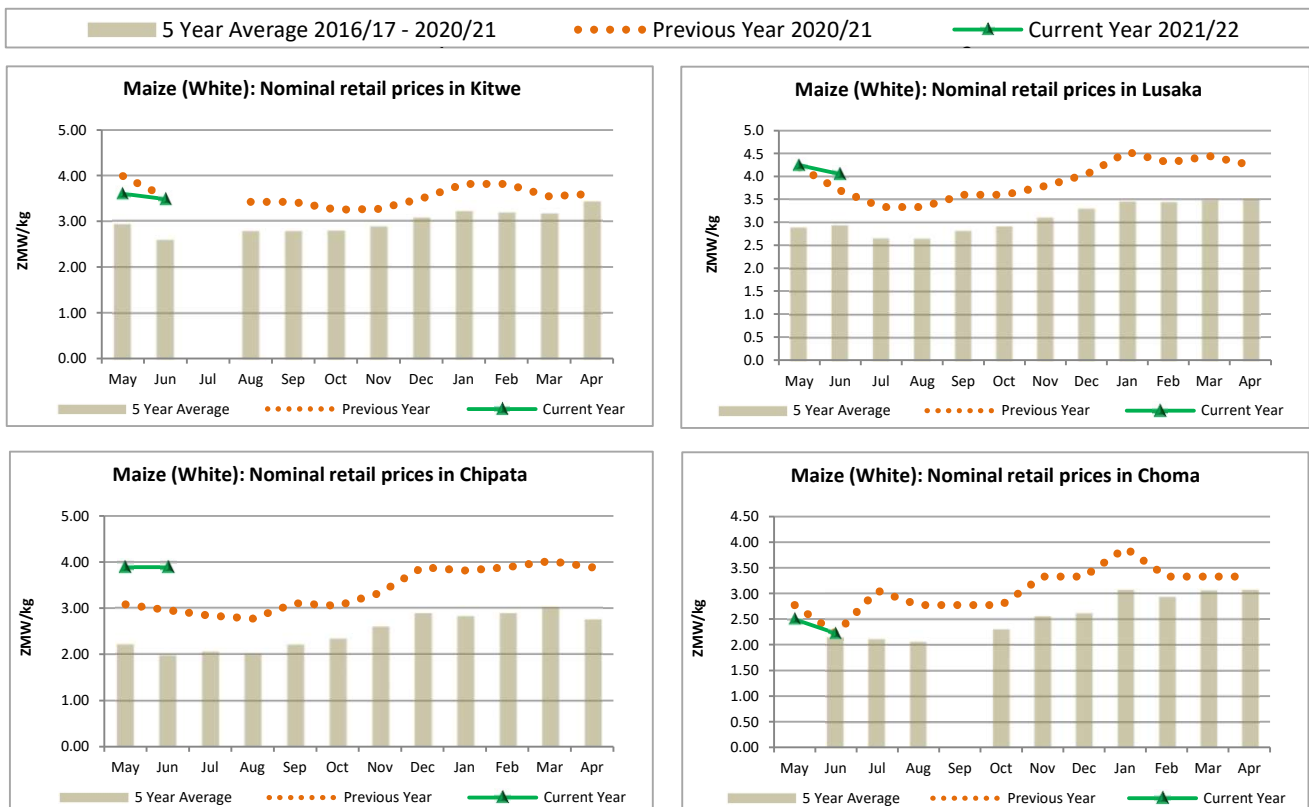 5 Year Average 2016/17 - 2020/21 Previous Year 2020/21 Current Year 2021/22
Maize (White): Nominal retail prices in Kitwe
ZMW/kg
5.00
4.00
3.00
2.00
1.00
0.00
May Jun Jul Aug Sep Oct Nov Dec Jan Feb Mar Apr
5 Year Average Previous Year Current Year
Maize (White): Nominal retail prices in Lusaka
ZMW/kg
5.0
4.5
4.0
3.5
3.0
2.5
2.0
1.5
1.0
0.5
0.0
May Jun Jul Aug Sep Oct Nov Dec Jan Feb Mar Apr
5 Year Average Previous Year Current Year
Maize (White): Nominal retail prices in Chipata
ZMW/kg
5.00
4.00
3.00
2.00
1.00
0.00
May Jun Jul Aug Sep Oct Nov Dec Jan Feb Mar Apr
5 Year Average Previous Year Current Year
Maize (White): Nominal retail prices in Choma
ZMW/kg
4.50
4.00
3.50
3.00
2.50
2.00
1.50
1.00
0.50
0.00
May Jun Jul Aug Sep Oct Nov Dec Jan Feb Mar Apr
5 Year Average Previous Year Current Year